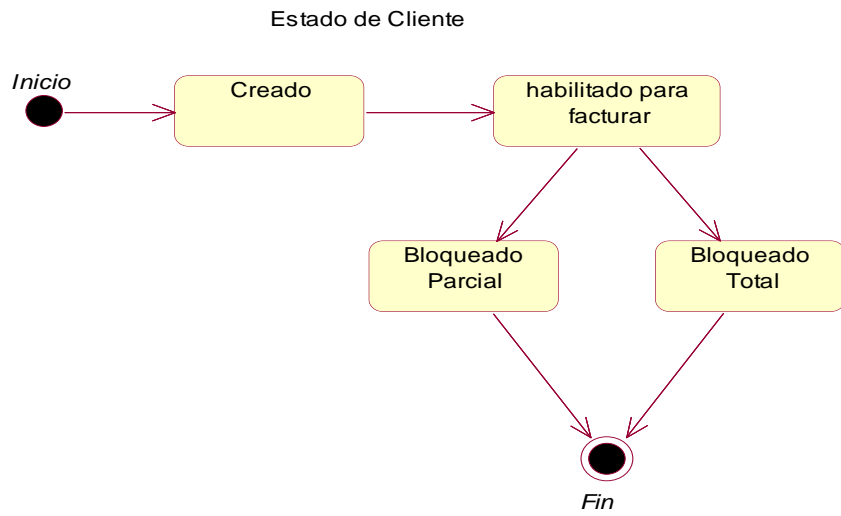 Estado de Cliente
Inicio
Creado
habilitado para
facturar
Bloqueado
Parcial
Bloqueado
Total
Fin